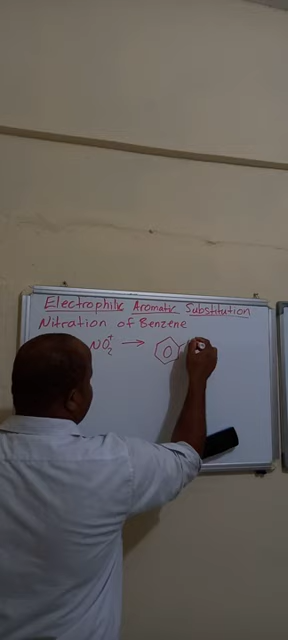 Electrophilic Aromatic Substitution
Nitration of Benzene
NO₂⁺ →